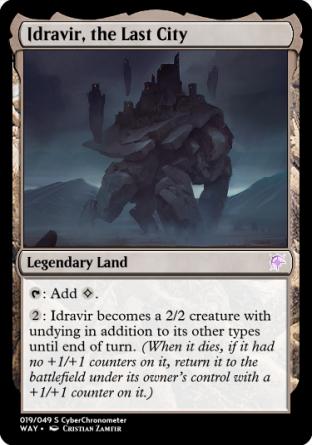 Idravir, the Last City
Legendary Land
: Add .
2: Idravir becomes a 2/2 creature with
undying in addition to its other types
until end of turn. (When it dies, if it had
no +1/+1 counters on it, return it to the
battlefield under its owner's control with a
+1/+1 counter on it.)
019/049 S CyberChronometer
WAY • Cristian Zamfir